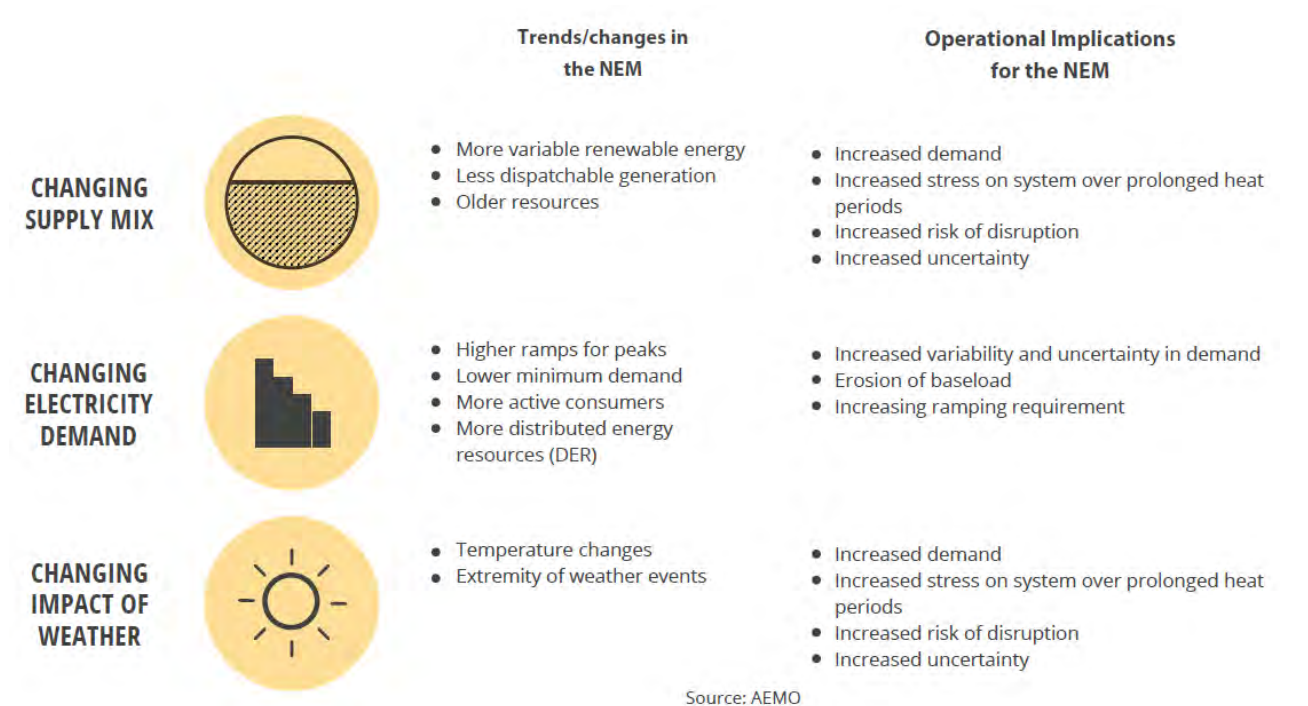 Trends/changes in
the NEM
Operational Implications
for the NEM
CHANGING
SUPPLY MIX
● More variable renewable energy
● Less dispatchable generation
● Older resources
● Increased demand
● Increased stress on system over prolonged heat
periods
● Increased risk of disruption
● Increased uncertainty
CHANGING
ELECTRICITY
DEMAND
● Higher ramps for peaks
● Lower minimum demand
● More active consumers
● More distributed energy
resources (DER)
● Increased variability and uncertainty in demand
● Erosion of baseload
● Increasing ramping requirement
CHANGING
IMPACT OF
WEATHER
● Temperature changes
● Extremity of weather events
● Increased demand
● Increased stress on system over prolonged heat
periods
● Increased risk of disruption
● Increased uncertainty
Source: AEMO